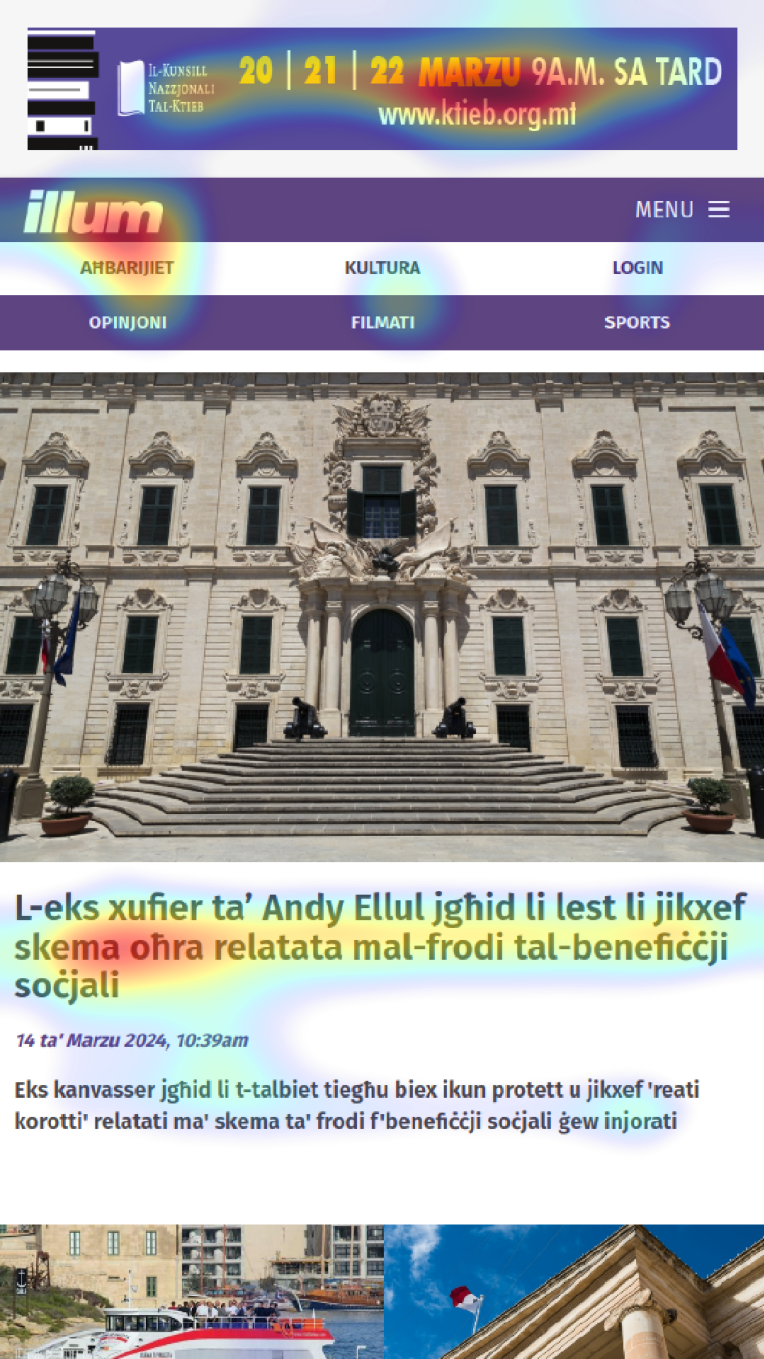 IL-KUNSILL
NAZZJONALI
TAL-KTIEB
20 | 21 | 22 MARZU 9A.M. SA TARD
www.ktieb.org.mt
illum
MENU
AĦBARIJIET KULTURA LOGIN
OPINJONI FILMATI SPORTS
L-eks xufier ta’ Andy Ellul jgħid li lest li jikxef
skema oħra relatata mal-frodi tal-benefiċċji
soċjali
14 ta' Marzu 2024, 10:39am
Eks kanvasser jgħid li t-talbiet tiegħu biex ikun protett u jikxef 'reati
korotti' relatati ma' skema ta' frodi f'benefiċċji soċjali ġew injorati